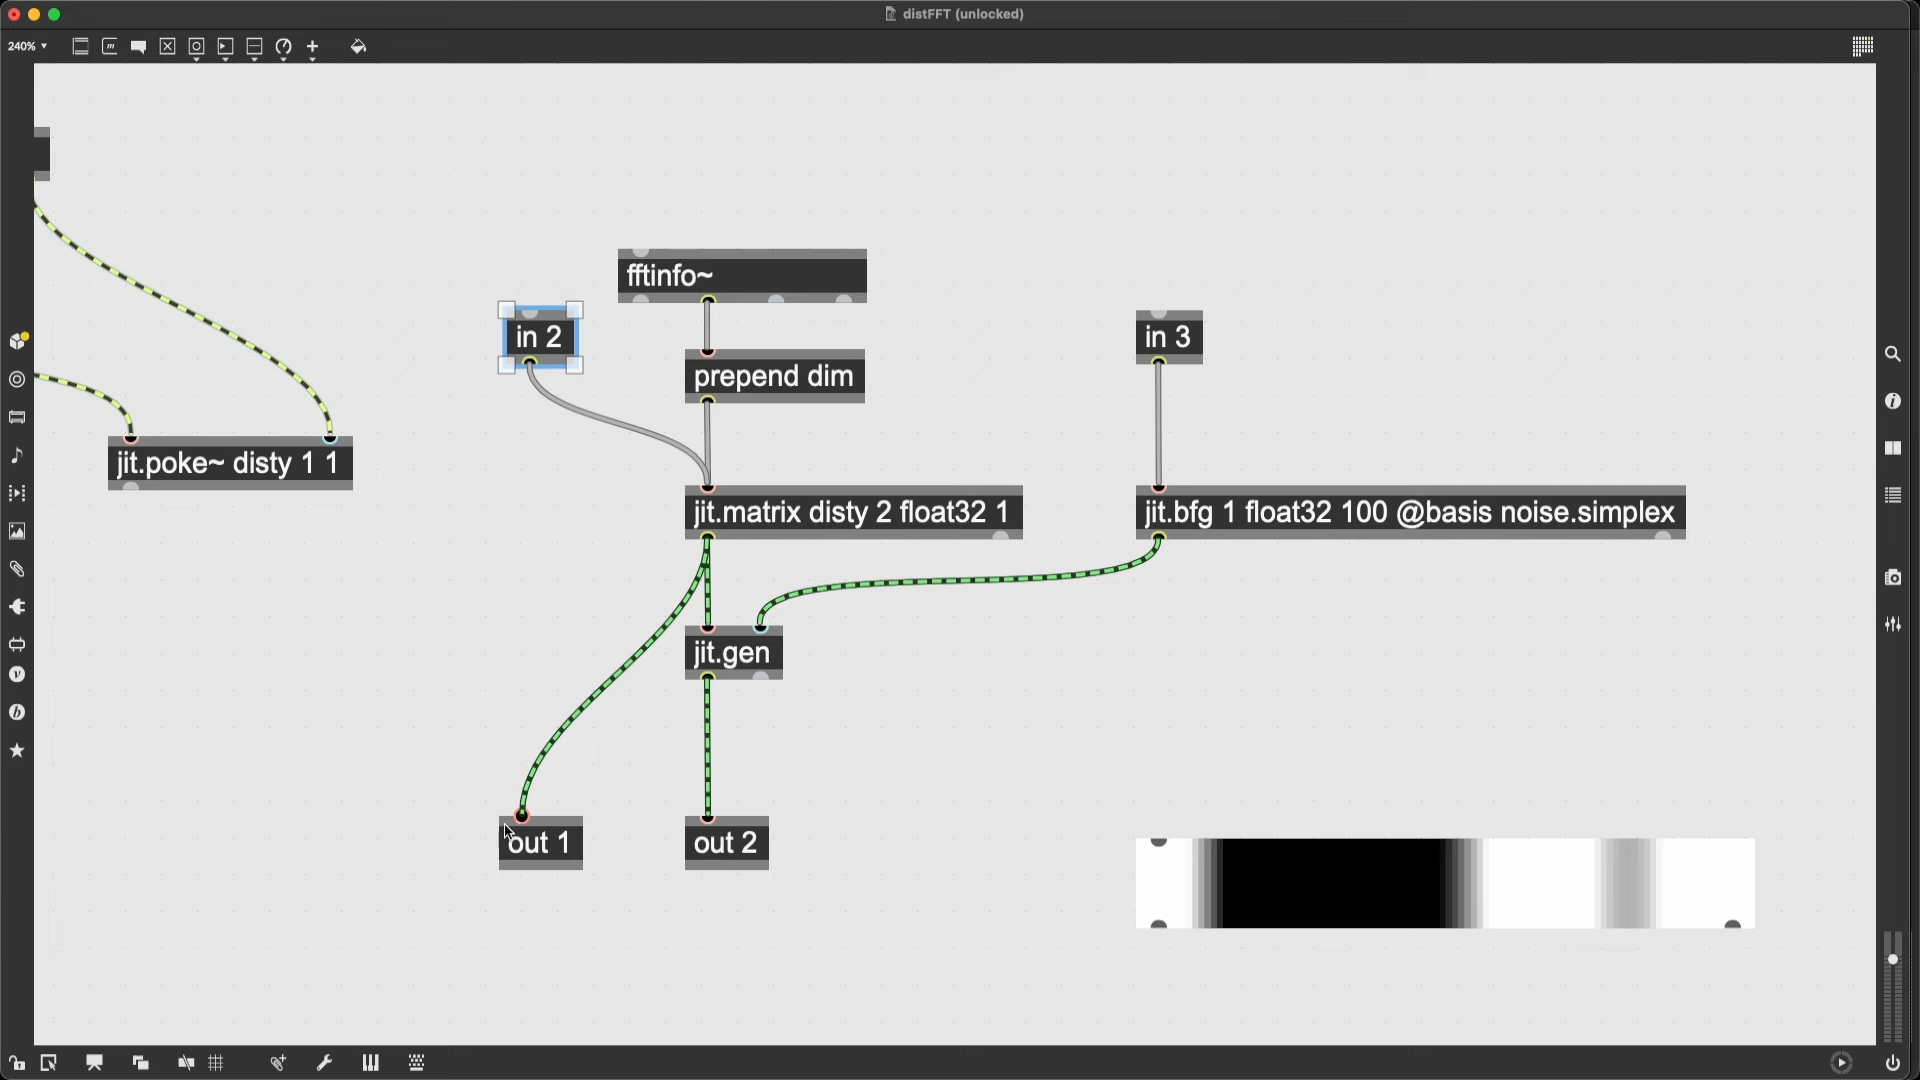 distFFT (unlocked)
240%
fftinfo~
in 2
in 3
prepend dim
jit.poke~ disty 1 1
jit.matrix disty 2 float32 1
jit.bfg 1 float32 100 @basis noise.simplex
jit.gen
out 1
out 2